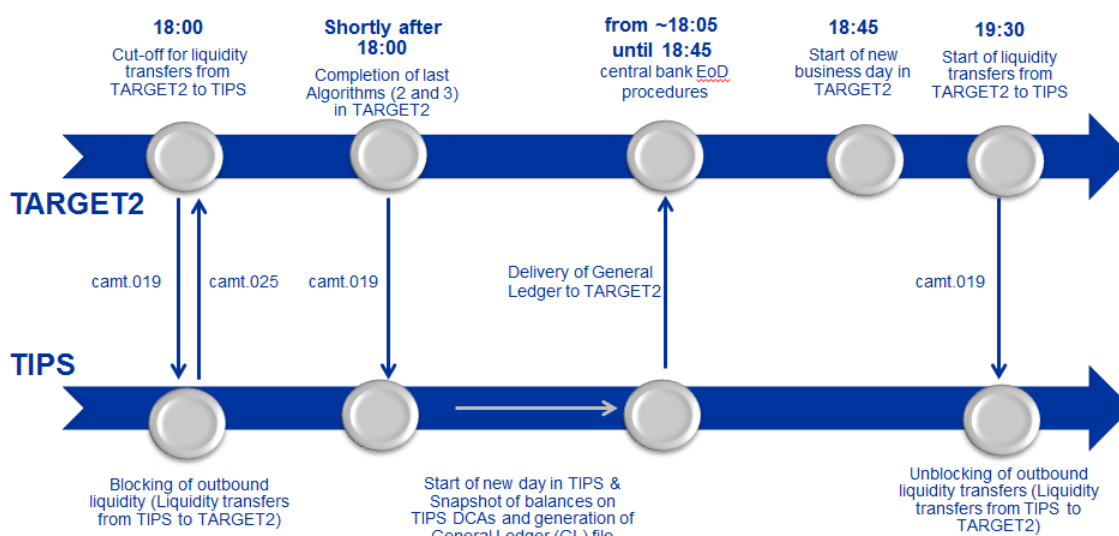 18:00
Cut-off for liquidity
transfers from
TARGET2 to TIPS
Shortly after
18:00
Completion of last
Algorithms (2 and 3)
in TARGET2
from ~18:05
until 18:45
central bank EoD
procedures
18:45
Start of new
business day in
TARGET2
19:30
Start of liquidity
transfers from
TARGET2 to TIPS
TARGET2
camt.019
camt.025
camt.019
Delivery of General
Ledger to TARGET2
camt.019
TIPS
Blocking of outbound
liquidity (Liquidity transfers
from TIPS to TARGET2)
Start of new day in TIPS &
Snapshot of balances on
TIPS DCAs and generation of
General Ledger (GL) file
Unblocking of outbound
liquidity transfers (Liquidity
transfers from TIPS to
TARGET2)